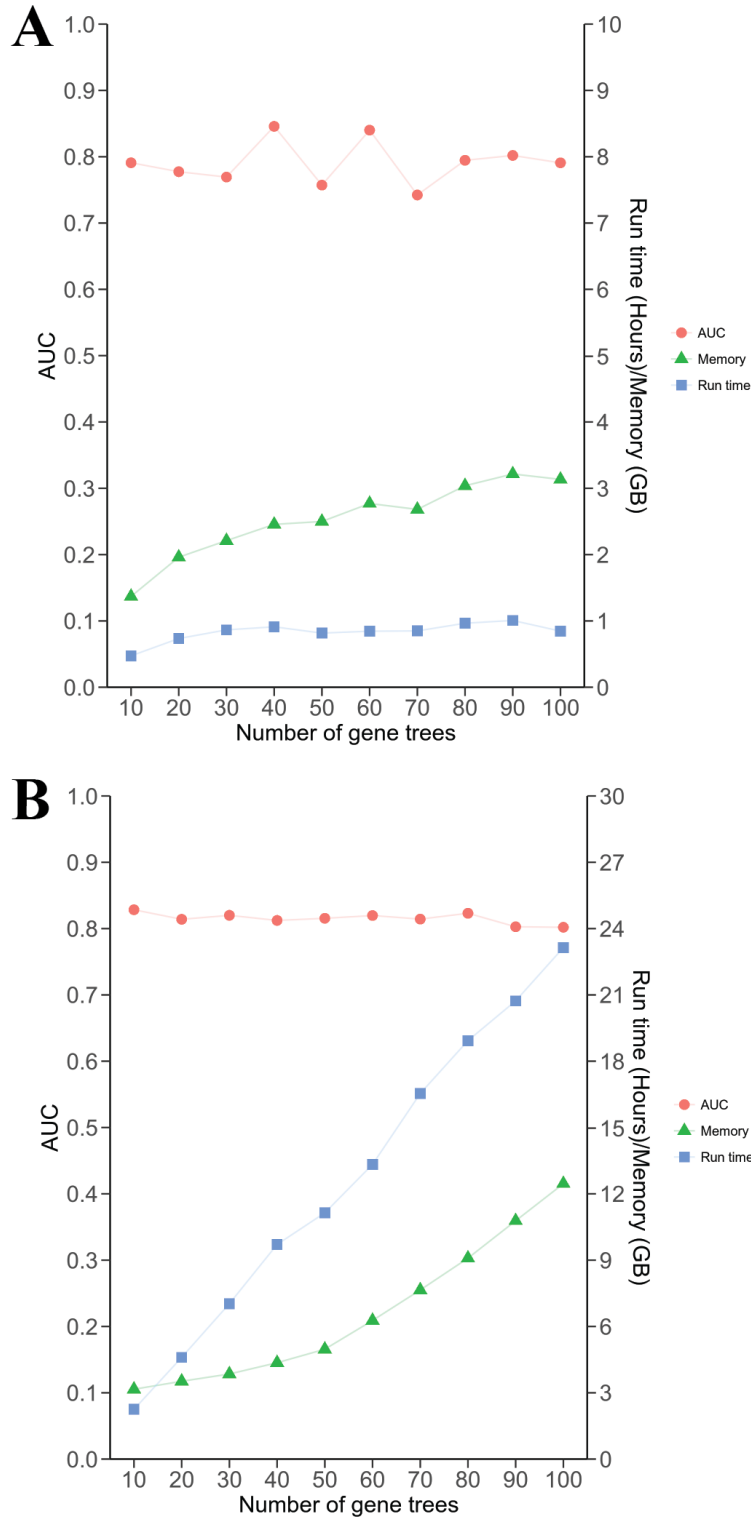 A
1.0
0.9
0.8
0.7
0.6
0.5
0.4
0.3
0.2
0.1
0.0
AUC
10
9
8
7
6
5
4
3
2
1
0
Run time (Hours)/Memory (GB)
10 20 30 40 50 60 70 80 90 100
Number of gene trees
AUC
Memory
Run time
B
1.0
0.9
0.8
0.7
0.6
0.5
0.4
0.3
0.2
0.1
0.0
AUC
30
27
24
21
18
15
12
9
6
3
0
Run time (Hours)/Memory (GB)
10 20 30 40 50 60 70 80 90 100
Number of gene trees
AUC
Memory
Run time